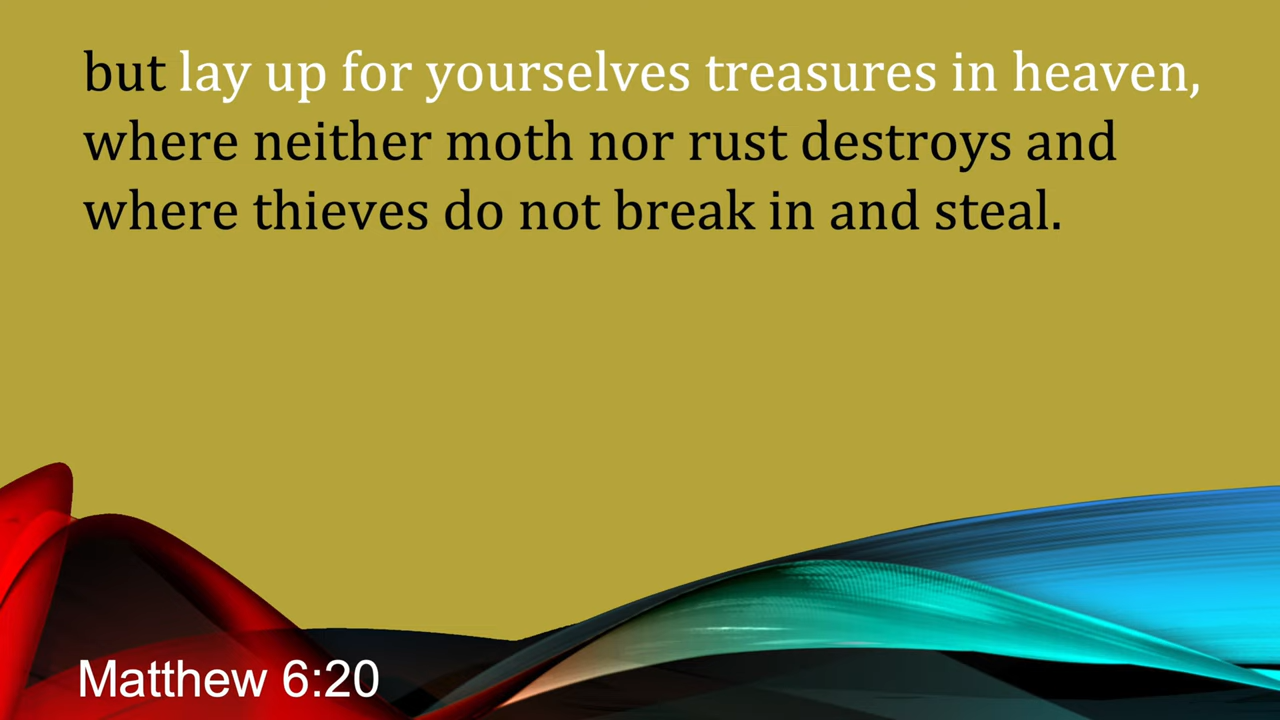 but lay up for yourselves treasures in heaven,
where neither moth nor rust destroys and
where thieves do not break in and steal.
Matthew 6:20